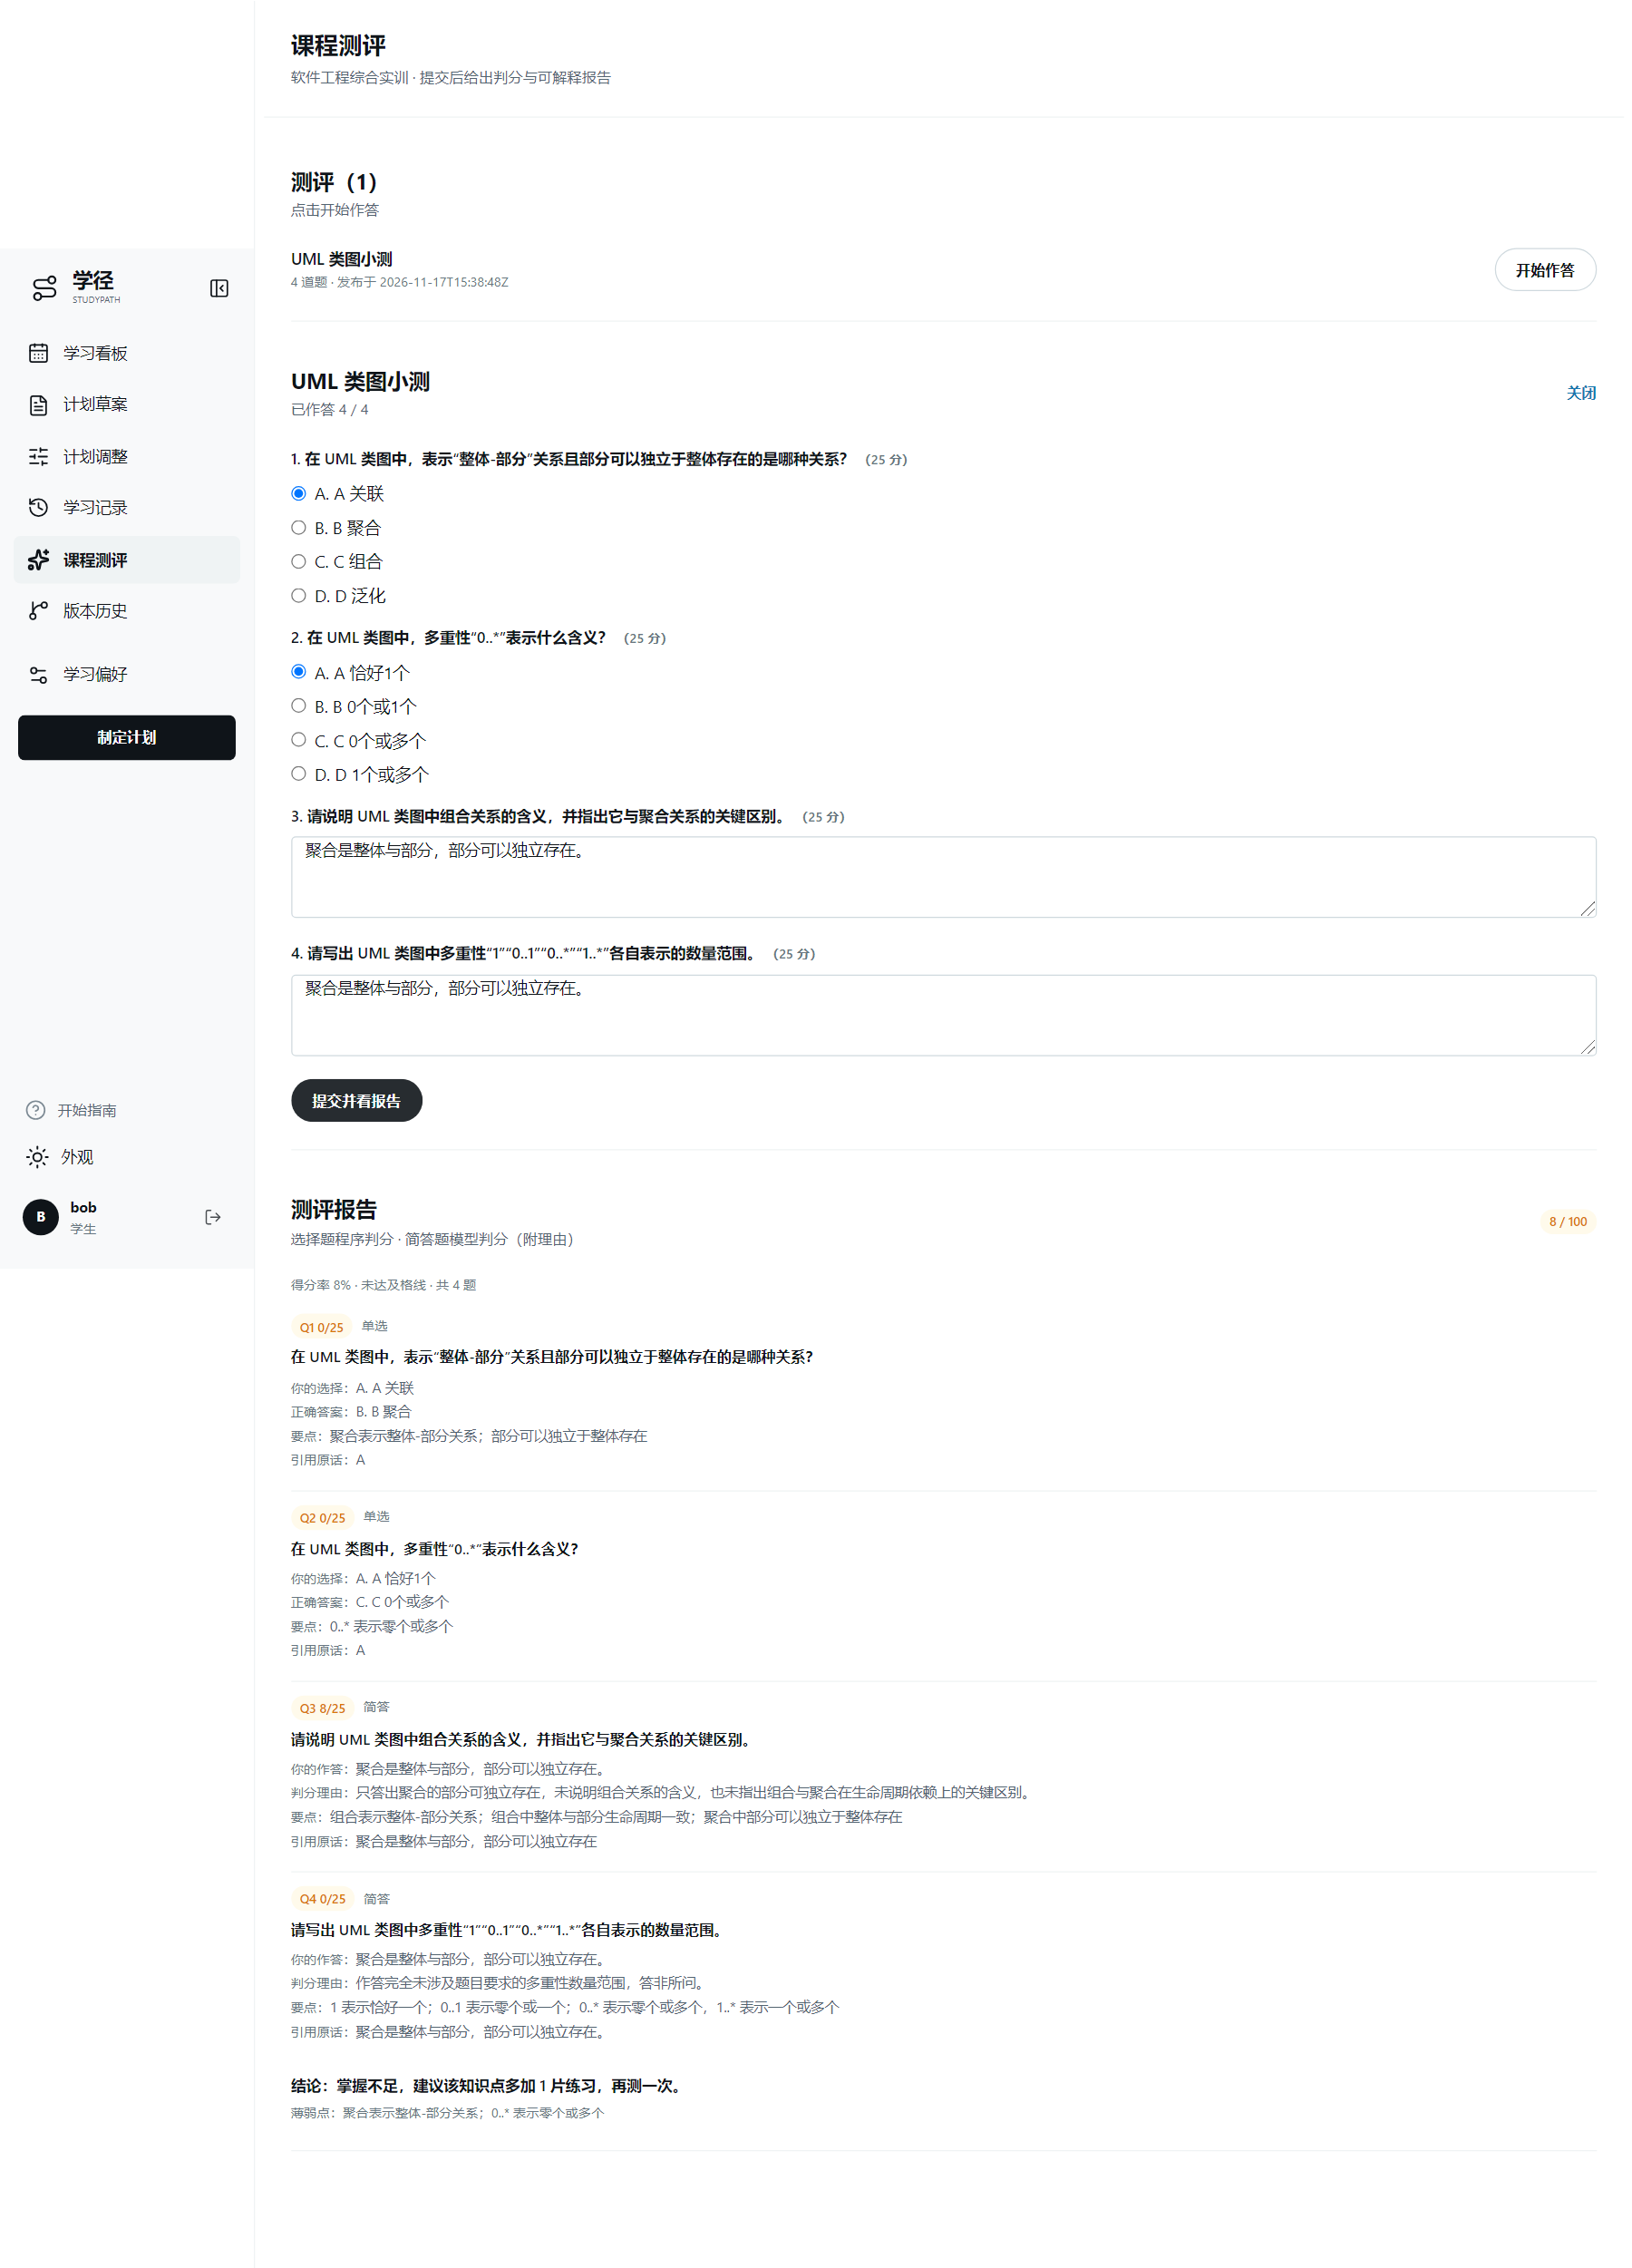 课程测评
软件工程综合实训 · 提交后给出判分与可解释报告
测评（1）
点击开始作答
UML 类图小测
4 道题 · 发布于 2026-11-17T15:38:48Z
开始作答
学径
STUDYPATH
学习看板
计划草案
计划调整
学习记录
课程测评
版本历史
学习偏好
制定计划
开始指南
外观
B
bob
学生
UML 类图小测
已作答 4 / 4
关闭
1. 在 UML 类图中，表示“整体-部分”关系且部分可以独立于整体存在的是哪种关系？ （25 分）
A. A 关联
B. B 聚合
C. C 组合
D. D 泛化
2. 在 UML 类图中，多重性“0..*”表示什么含义？ （25 分）
A. A 恰好1个
B. B 0个或1个
C. C 0个或多个
D. D 1个或多个
3. 请说明 UML 类图中组合关系的含义，并指出它与聚合关系的关键区别。 （25 分）
聚合是整体与部分，部分可以独立存在。
4. 请写出 UML 类图中多重性“1”“0..1”“0..*”“1..*”各自表示的数量范围。 （25 分）
聚合是整体与部分，部分可以独立存在。
提交并看报告
测评报告
选择题程序判分 · 简答题模型判分（附理由）
8 / 100
得分率 8% · 未达及格线 · 共 4 题
Q1 0/25 单选
在 UML 类图中，表示“整体-部分”关系且部分可以独立于整体存在的是哪种关系？
你的选择：A. A 关联
正确答案：B. B 聚合
要点：聚合表示整体-部分关系；部分可以独立于整体存在
引用原话：A
Q2 0/25 单选
在 UML 类图中，多重性“0..*”表示什么含义？
你的选择：A. A 恰好1个
正确答案：C. C 0个或多个
要点：0..* 表示零个或多个
引用原话：A
Q3 8/25 简答
请说明 UML 类图中组合关系的含义，并指出它与聚合关系的关键区别。
你的作答：聚合是整体与部分，部分可以独立存在。
判分理由：只答出聚合的部分可独立存在，未说明组合关系的含义，也未指出组合与聚合在生命周期依赖上的关键区别。
要点：组合表示整体-部分关系；组合中整体与部分生命周期一致；聚合中部分可以独立于整体存在
引用原话：聚合是整体与部分，部分可以独立存在
Q4 0/25 简答
请写出 UML 类图中多重性“1”“0..1”“0..*”“1..*”各自表示的数量范围。
你的作答：聚合是整体与部分，部分可以独立存在。
判分理由：作答完全未涉及题目要求的多重性数量范围，答非所问。
要点：1 表示恰好一个；0..1 表示零个或一个；0..* 表示零个或多个，1..* 表示一个或多个
引用原话：聚合是整体与部分，部分可以独立存在。
结论：掌握不足，建议该知识点多加 1 片练习，再测一次。
薄弱点：聚合表示整体-部分关系；0..* 表示零个或多个